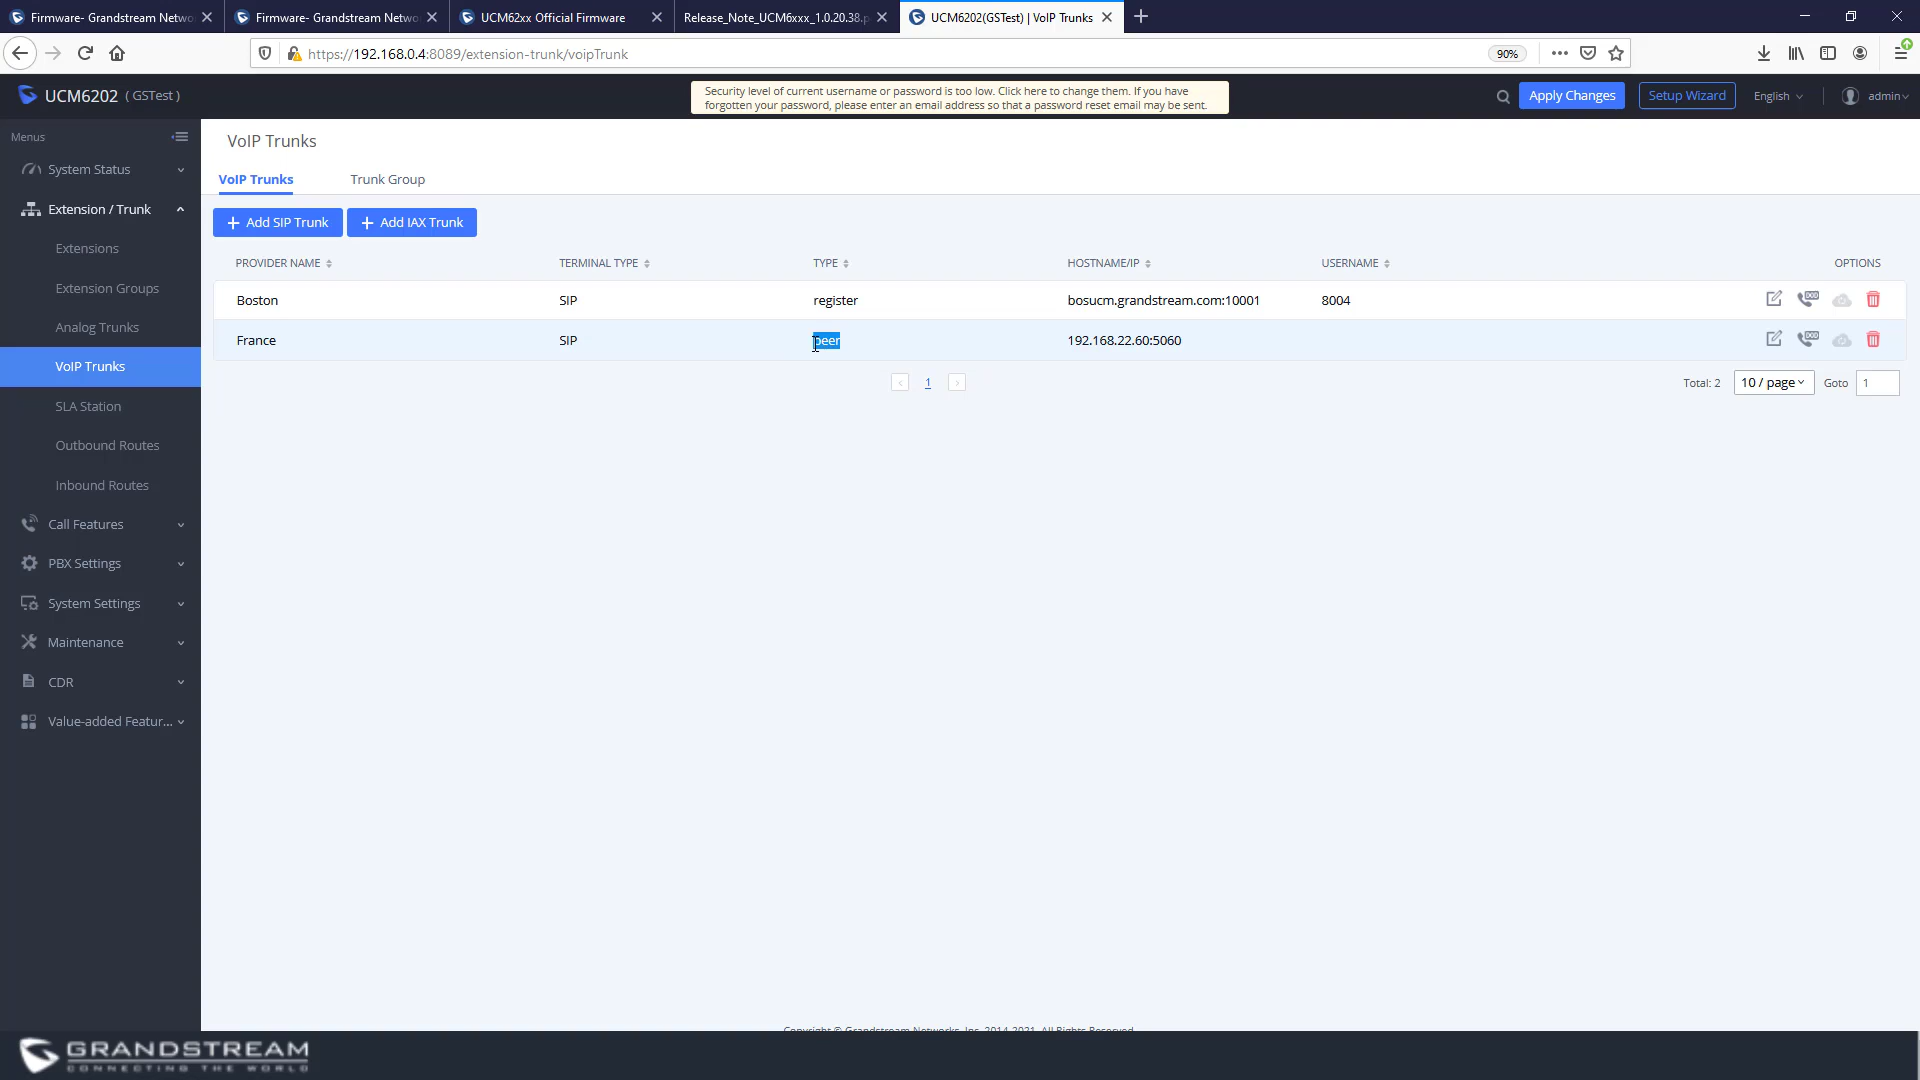 Firmware- Grandstream Netwo
Firmware- Grandstream Netwo
UCM62xx Official Firmware
Release_Note_UCM6xxx_1.0.20.38.p
UCM6202(GSTest) | VoIP Trunks
https://192.168.0.4:8089/extension-trunk/voipTrunk
90%
UCM6202 ( GSTest )
Security level of current username or password is too low. Click here to change them. If you have
forgotten your password, please enter an email address so that a password reset email may be sent.
Apply Changes
Setup Wizard
English
admin
Menus
System Status
Extension / Trunk
Extensions
Extension Groups
Analog Trunks
VoIP Trunks
SLA Station
Outbound Routes
Inbound Routes
Call Features
PBX Settings
System Settings
Maintenance
CDR
Value-added Featur...
VoIP Trunks
VoIP Trunks Trunk Group
+ Add SIP Trunk + Add IAX Trunk
PROVIDER NAME TERMINAL TYPE TYPE HOSTNAME/IP USERNAME OPTIONS
Boston SIP register bosucm.grandstream.com:10001 8004
France SIP peer 192.168.22.60:5060
< 1 > Total: 2 10 / page Goto 1
Copyright © Grandstream Networks, Inc. 2014-2021. All Rights Reserved.
GRANDSTREAM
CONNECTING THE WORLD